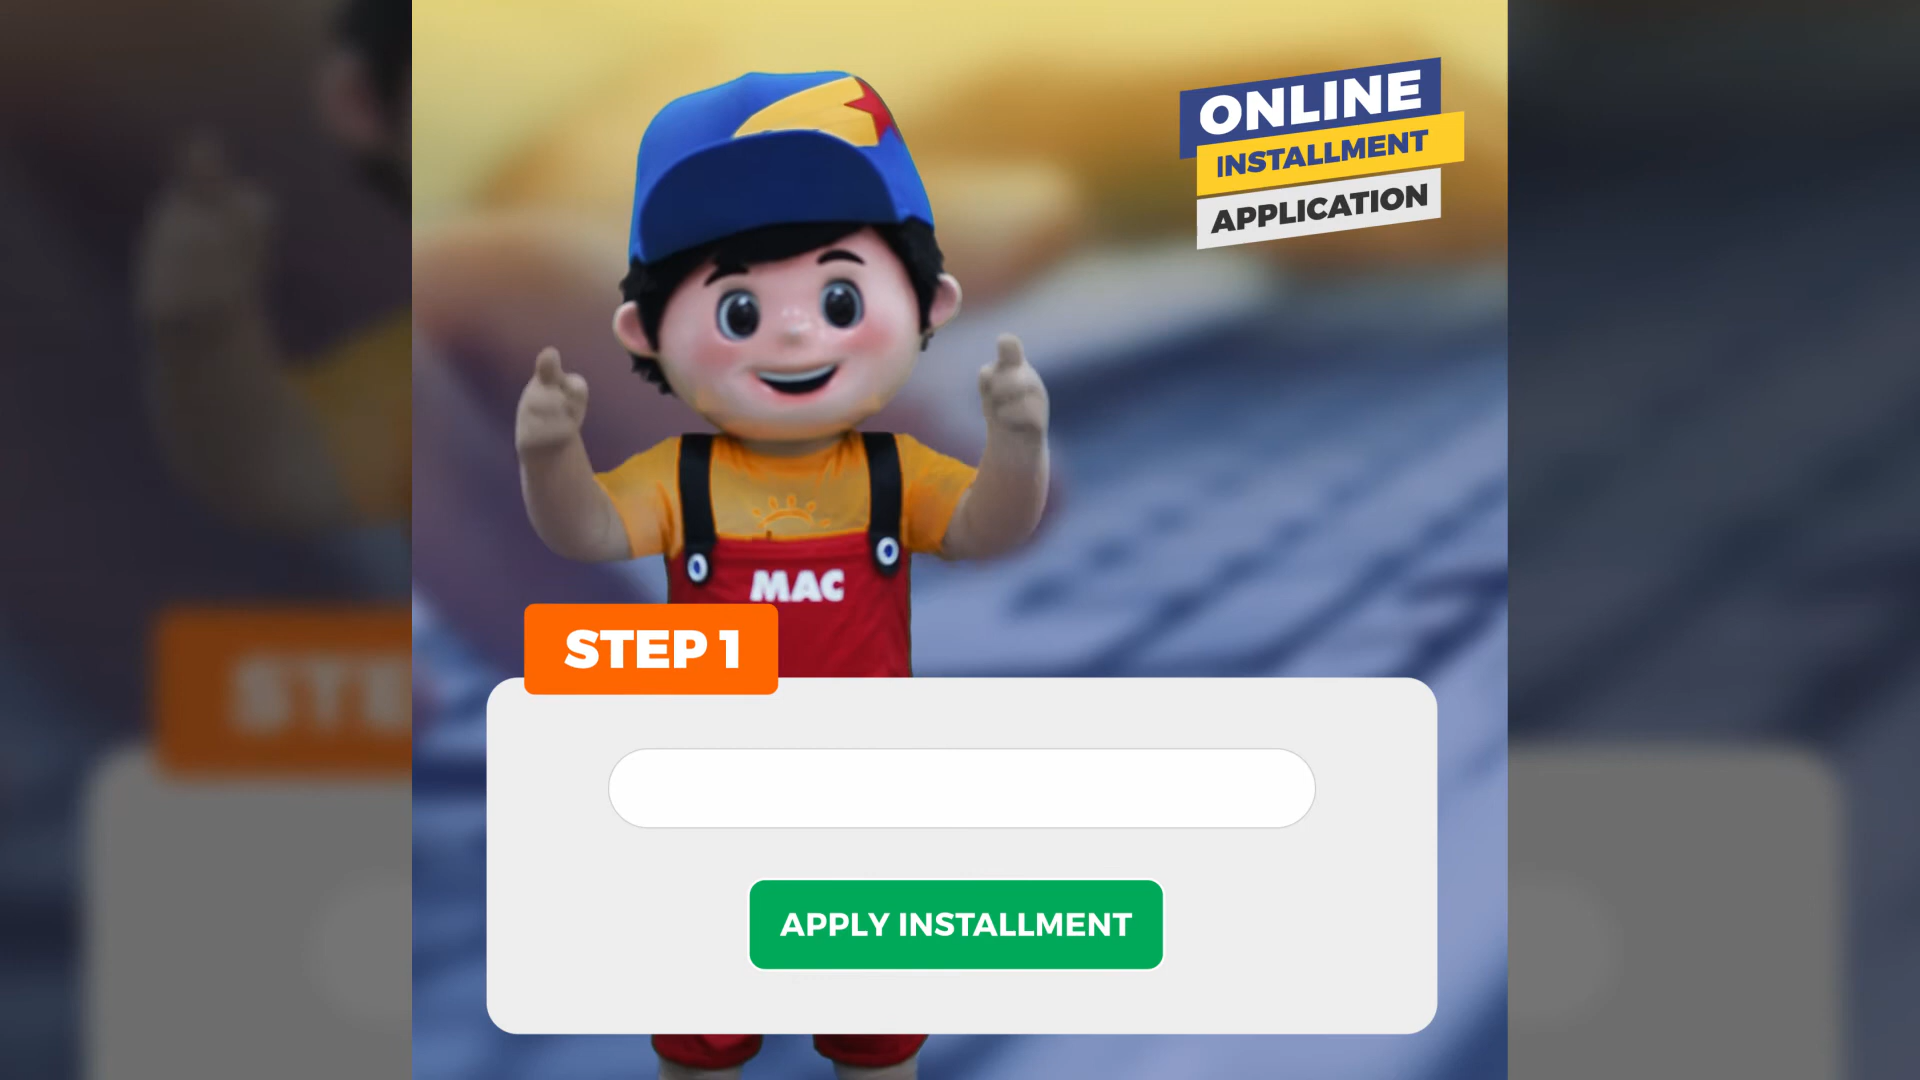 ONLINE
INSTALLMENT
APPLICATION
MAC
STEP 1
APPLY INSTALLMENT